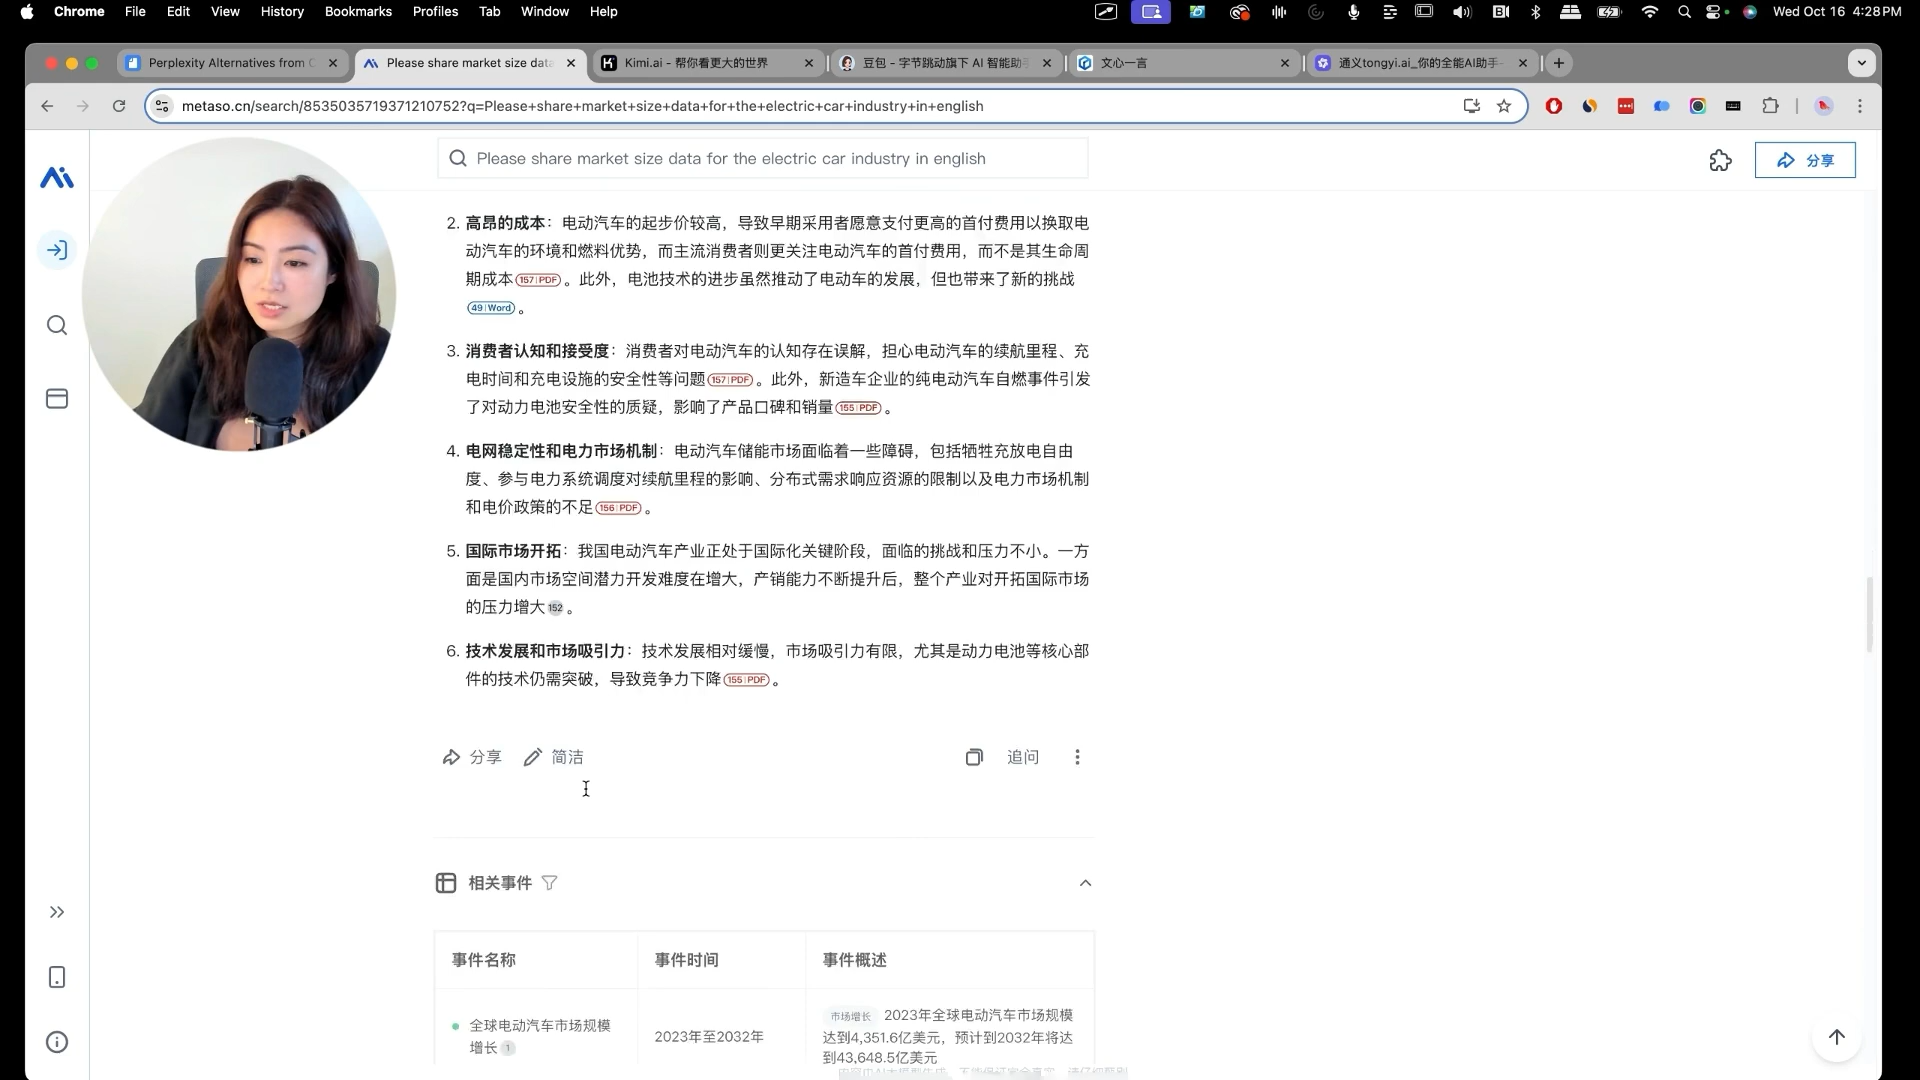 Chrome File Edit View History Bookmarks Profiles Tab Window Help Wed Oct 16 4:28 PM
Perplexity Alternatives from C
Please share market size data
Kimi.ai - 帮你看更大的世界
豆包 - 字节跳动旗下 AI 智能助手
文心一言
通义tongyi.ai_你的全能AI助手-
metaso.cn/search/8535035719371210752?q=Please+share+market+size+data+for+the+electric+car+industry+in+english
Please share market size data for the electric car industry in english
分享
2. 高昂的成本：电动汽车的起步价较高，导致早期采用者愿意支付更高的首付费用以换取电
动汽车的环境和燃料优势，而主流消费者则更关注电动汽车的首付费用，而不是其生命周
期成本 157|PDF 。此外，电池技术的进步虽然推动了电动车的发展，但也带来了新的挑战
49|Word 。
3. 消费者认知和接受度：消费者对电动汽车的认知存在误解，担心电动汽车的续航里程、充
电时间和充电设施的安全性等问题 157|PDF 。此外，新造车企业的纯电动汽车自燃事件引发
了对动力电池安全性的质疑，影响了产品口碑和销量 155|PDF 。
4. 电网稳定性和电力市场机制：电动汽车储能市场面临着一些障碍，包括牺牲充放电自由
度、参与电力系统调度对续航里程的影响、分布式需求响应资源的限制以及电力市场机制
和电价政策的不足 156|PDF 。
5. 国际市场开拓：我国电动汽车产业正处于国际化关键阶段，面临的挑战和压力不小。一方
面是国内市场空间潜力开发难度在增大，产销能力不断提升后，整个产业对开拓国际市场
的压力增大 152 。
6. 技术发展和市场吸引力：技术发展相对缓慢，市场吸引力有限，尤其是动力电池等核心部
件的技术仍需突破，导致竞争力下降 155|PDF 。
分享 简洁 追问
相关事件
事件名称 事件时间 事件概述
全球电动汽车市场规模
增长 1
2023年至2032年
市场增长 2023年全球电动汽车市场规模
达到4,351.6亿美元，预计到2032年将达
到43,648.5亿美元